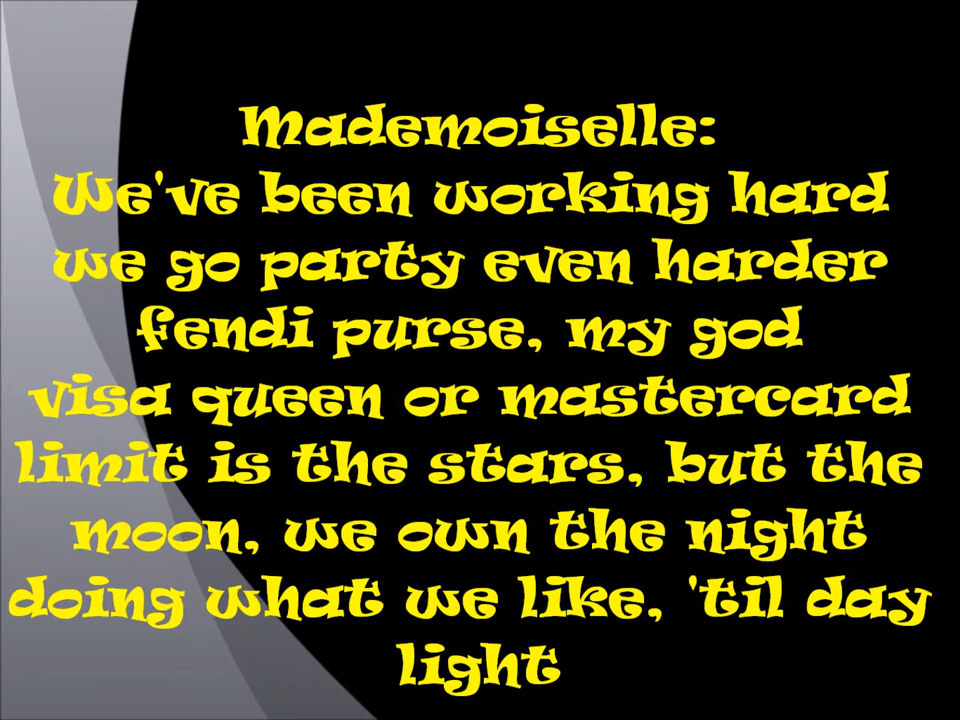 Mademoiselle:
We've been working hard
we go party even harder
fendi purse, my god
visa queen or mastercard
limit is the stars, but the
moon, we own the night
doing what we like, 'til day
light